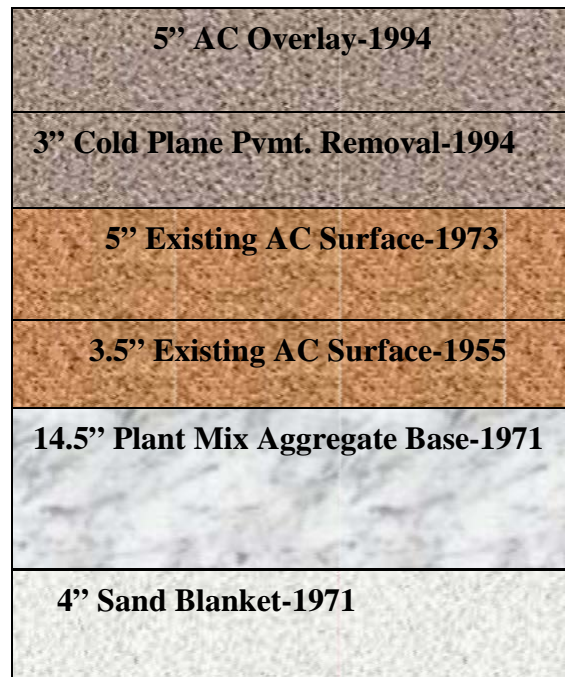 5” AC Overlay-1994
3” Cold Plane Pvmt. Removal-1994
5” Existing AC Surface-1973
3.5” Existing AC Surface-1955
14.5” Plant Mix Aggregate Base-1971
4” Sand Blanket-1971